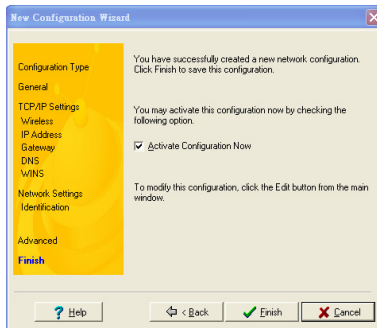 New Configuration Wizard
Configuration Type
General
TCP/IP Settings
Wireless
IP Address
Gateway
DNS
WINS
Network Settings
Identification
Advanced
Finish
You have successfully created a new network configuration.
Click Finish to save this configuration.
You may activate this configuration now by checking the
following option.
Activate Configuration Now
To modify this configuration, click the Edit button from the main
window.
? Help
< Back
Finish
Cancel